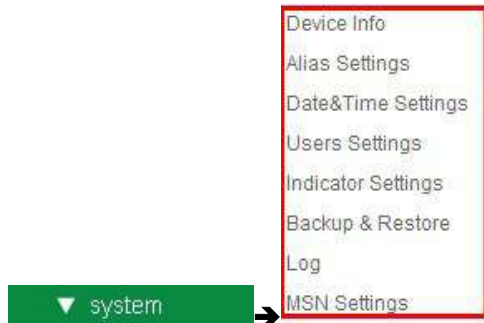 Device Info
Alias Settings
Date&Time Settings
Users Settings
Indicator Settings
Backup & Restore
Log
MSN Settings
system